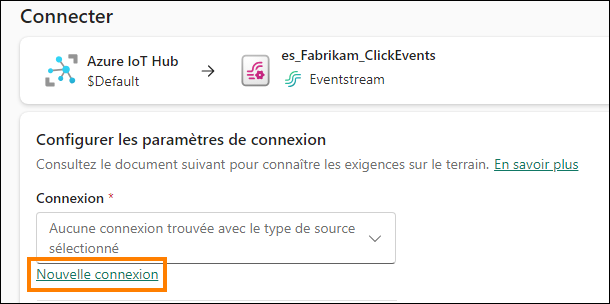 Connecter
Azure IoT Hub
$Default
es_Fabrikam_ClickEvents
Eventstream
Configurer les paramètres de connexion
Consultez le document suivant pour connaître les exigences sur le terrain. En savoir plus
Connexion *
Aucune connexion trouvée avec le type de source
sélectionné
Nouvelle connexion